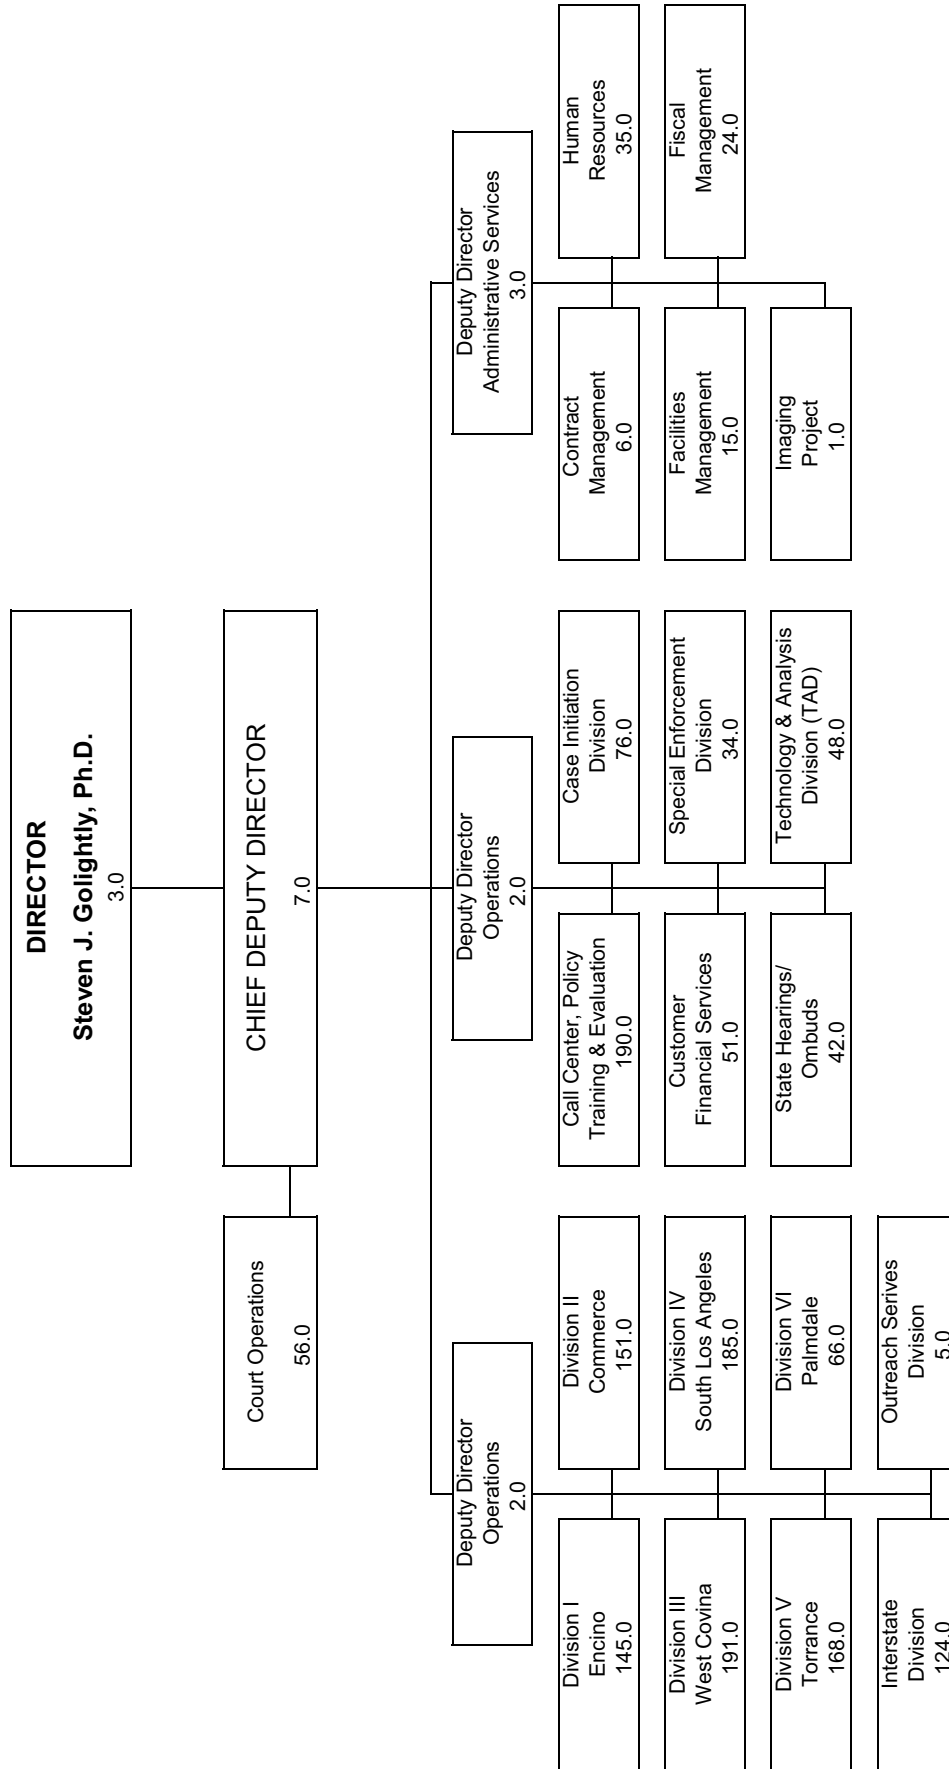 DIRECTOR
Steven J. Golightly, Ph.D.
3.0
Court Operations
56.0
CHIEF DEPUTY DIRECTOR
7.0
Deputy Director
Operations
2.0
Deputy Director
Operations
2.0
Deputy Director
Administrative Services
3.0
Division I
Encino
145.0
Division II
Commerce
151.0
Call Center, Policy
Training & Evaluation
190.0
Case Initiation
Division
76.0
Contract
Management
6.0
Human
Resources
35.0
Division III
West Covina
191.0
Division IV
South Los Angeles
185.0
Customer
Financial Services
51.0
Special Enforcement
Division
34.0
Facilities
Management
15.0
Fiscal
Management
24.0
Division V
Torrance
168.0
Division VI
Palmdale
66.0
State Hearings/
Ombuds
42.0
Technology & Analysis
Division (TAD)
48.0
Imaging
Project
1.0
Interstate
Division
124.0
Outreach Serives
Division
5.0